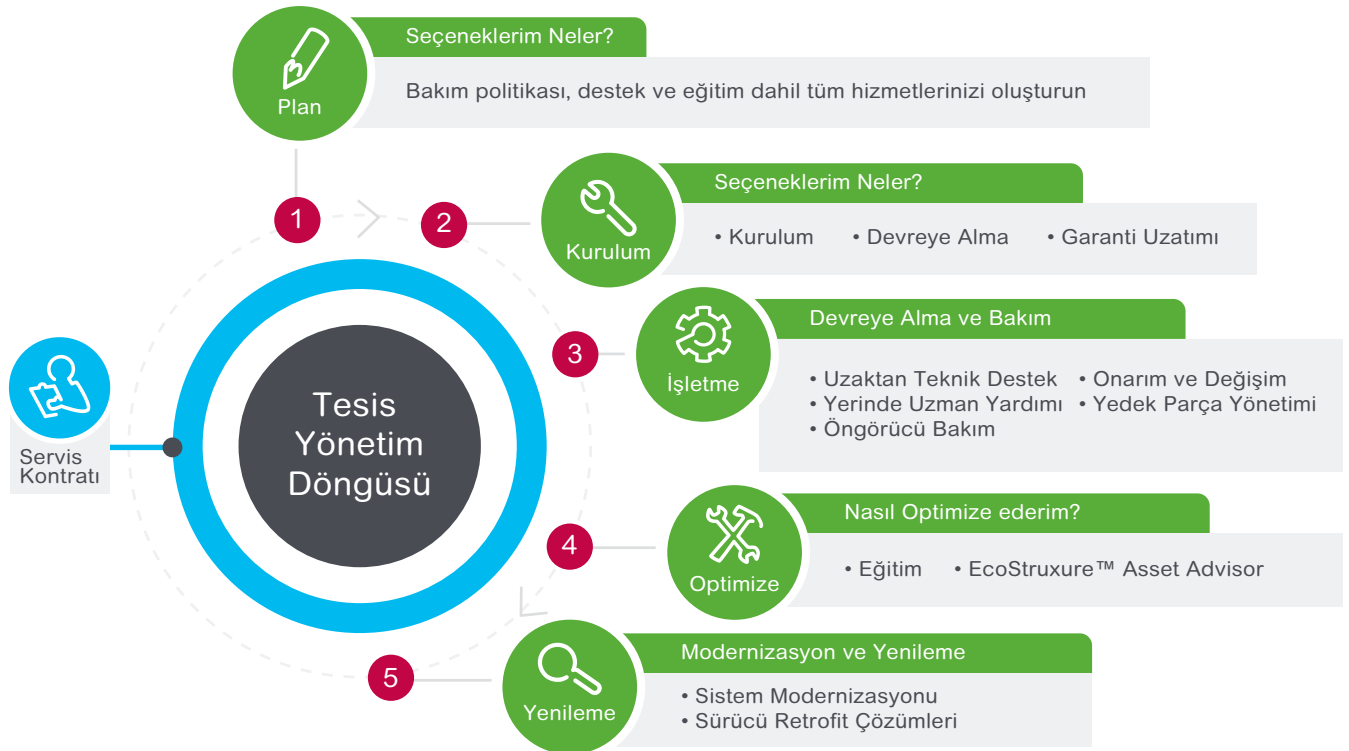 Seçeneklerim Neler?
Plan
Bakım politikası, destek ve eğitim dahil tüm hizmetlerinizi oluşturun
1
2
Kurulum
Seçeneklerim Neler?
• Kurulum • Devreye Alma • Garanti Uzatımı
3
İşletme
Devreye Alma ve Bakım
• Uzaktan Teknik Destek • Onarım ve Değişim
• Yerinde Uzman Yardımı • Yedek Parça Yönetimi
• Öngörücü Bakım
Servis
Kontratı
Tesis
Yönetim
Döngüsü
4
Optimize
Nasıl Optimize ederim?
• Eğitim • EcoStruxure™ Asset Advisor
5
Yenileme
Modernizasyon ve Yenileme
• Sistem Modernizasyonu
• Sürücü Retrofit Çözümleri